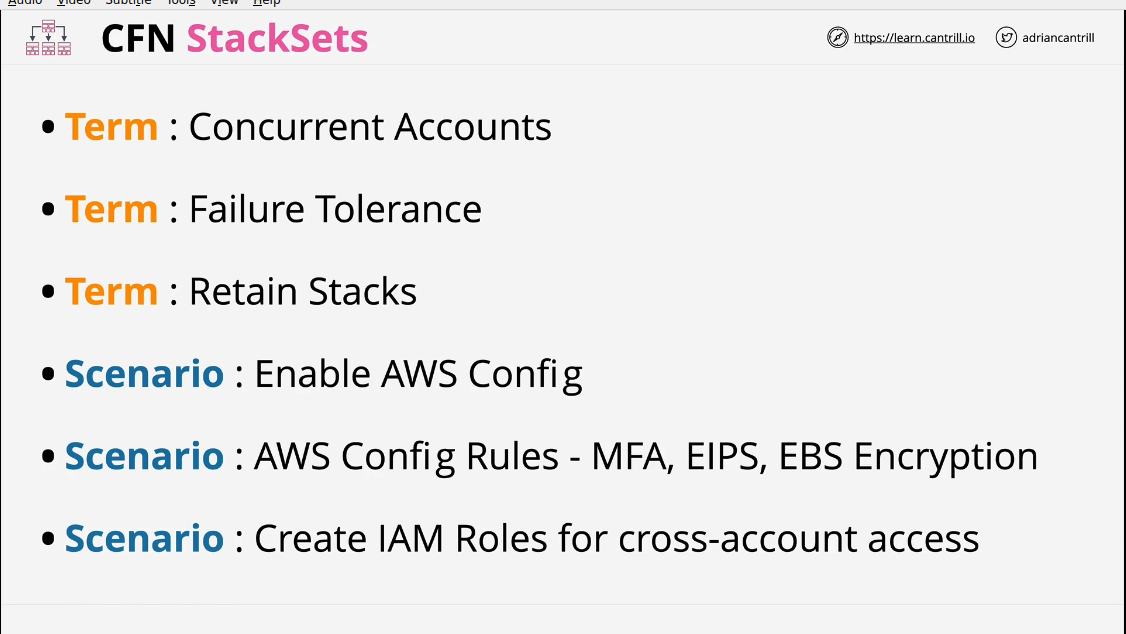 Audio Video Subtitle Tools View Help
CFN StackSets
https://learn.cantrill.io
adriancantrill
• Term : Concurrent Accounts
• Term : Failure Tolerance
• Term : Retain Stacks
• Scenario : Enable AWS Config
• Scenario : AWS Config Rules - MFA, EIPS, EBS Encryption
• Scenario : Create IAM Roles for cross-account access